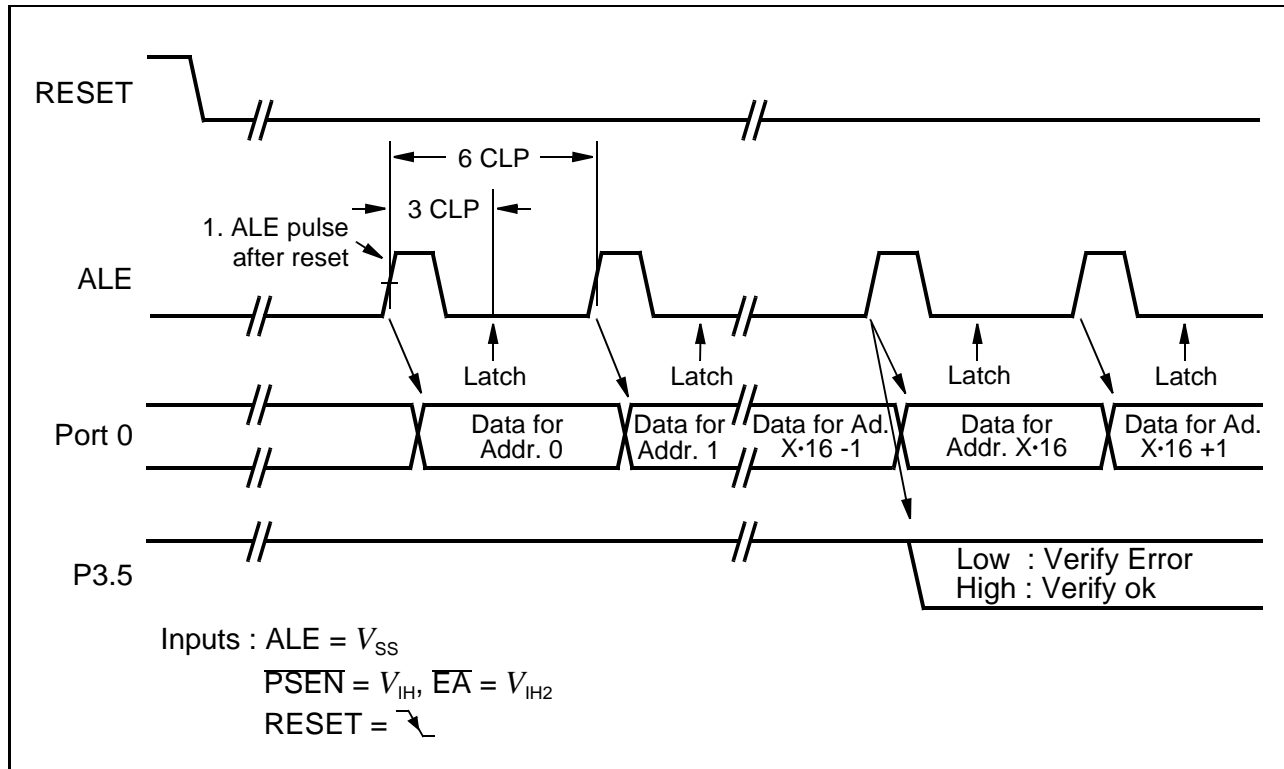 RESET
6 CLP
3 CLP
1. ALE pulse
after reset
ALE
Latch
Latch
Latch
Latch
Port 0
Data for
Addr. 0
Data for
Addr. 1
Data for Ad.
X·16 -1
Data for
Addr. X·16
Data for Ad.
X·16 +1
P3.5
Low : Verify Error
High : Verify ok
Inputs : ALE = VSS
PSEN = VIH, EA = VIH2
RESET =